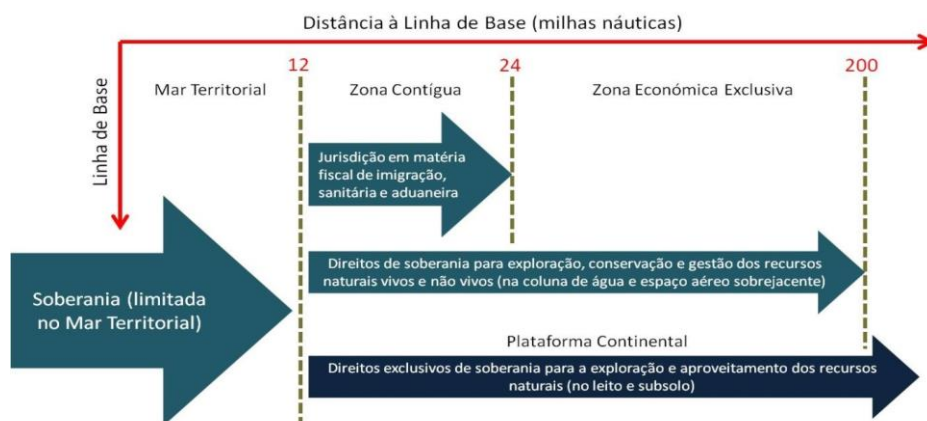 Distância à Linha de Base (milhas náuticas)
12
24
200
Linha de Base
Mar Territorial
Zona Contígua
Zona Económica Exclusiva
Jurisdição em matéria
fiscal de imigração,
sanitária e aduaneira
Direitos de soberania para exploração, conservação e gestão dos recursos
naturais vivos e não vivos (na coluna de água e espaço aéreo sobrejacente)
Soberania (limitada
no Mar Territorial)
Plataforma Continental
Direitos exclusivos de soberania para a exploração e aproveitamento dos recursos
naturais (no leito e subsolo)